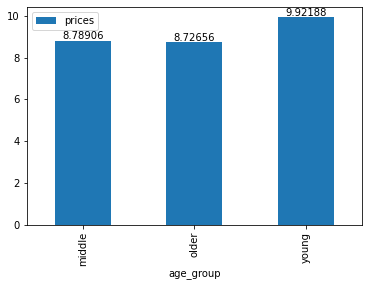 prices
10
8
6
4
2
0
8.78906
8.72656
9.92188
middle
older
young
age_group